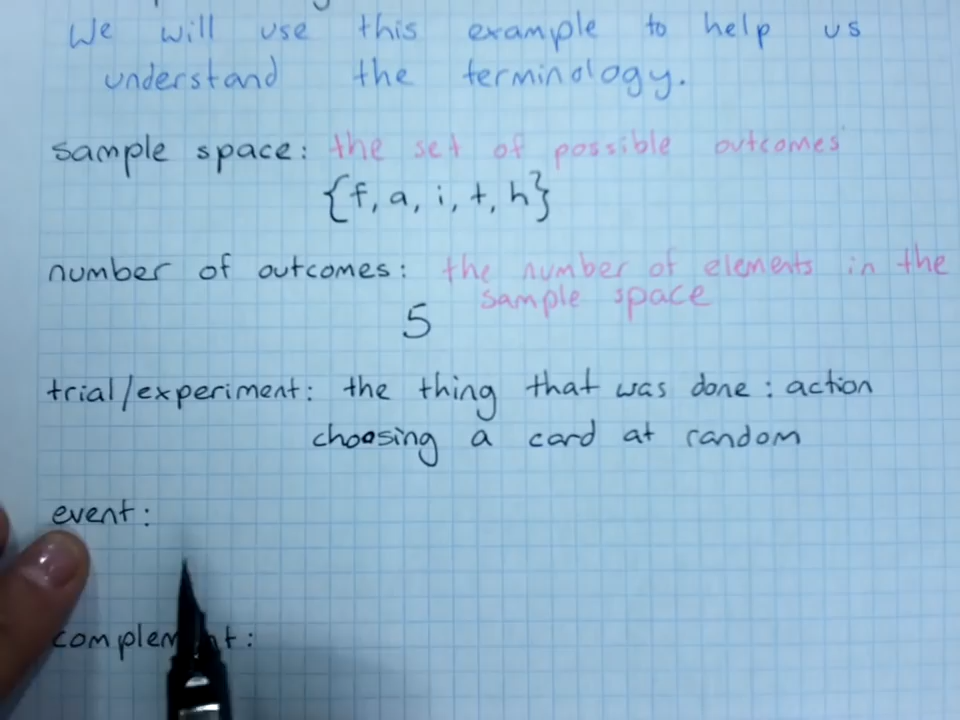 We will use this example to help us
understand the terminology.
sample space: the set of possible outcomes
{f, a, i, t, h}
number of outcomes: the number of elements in the
sample space
5
trial/experiment: the thing that was done: action
choosing a card at random
event: